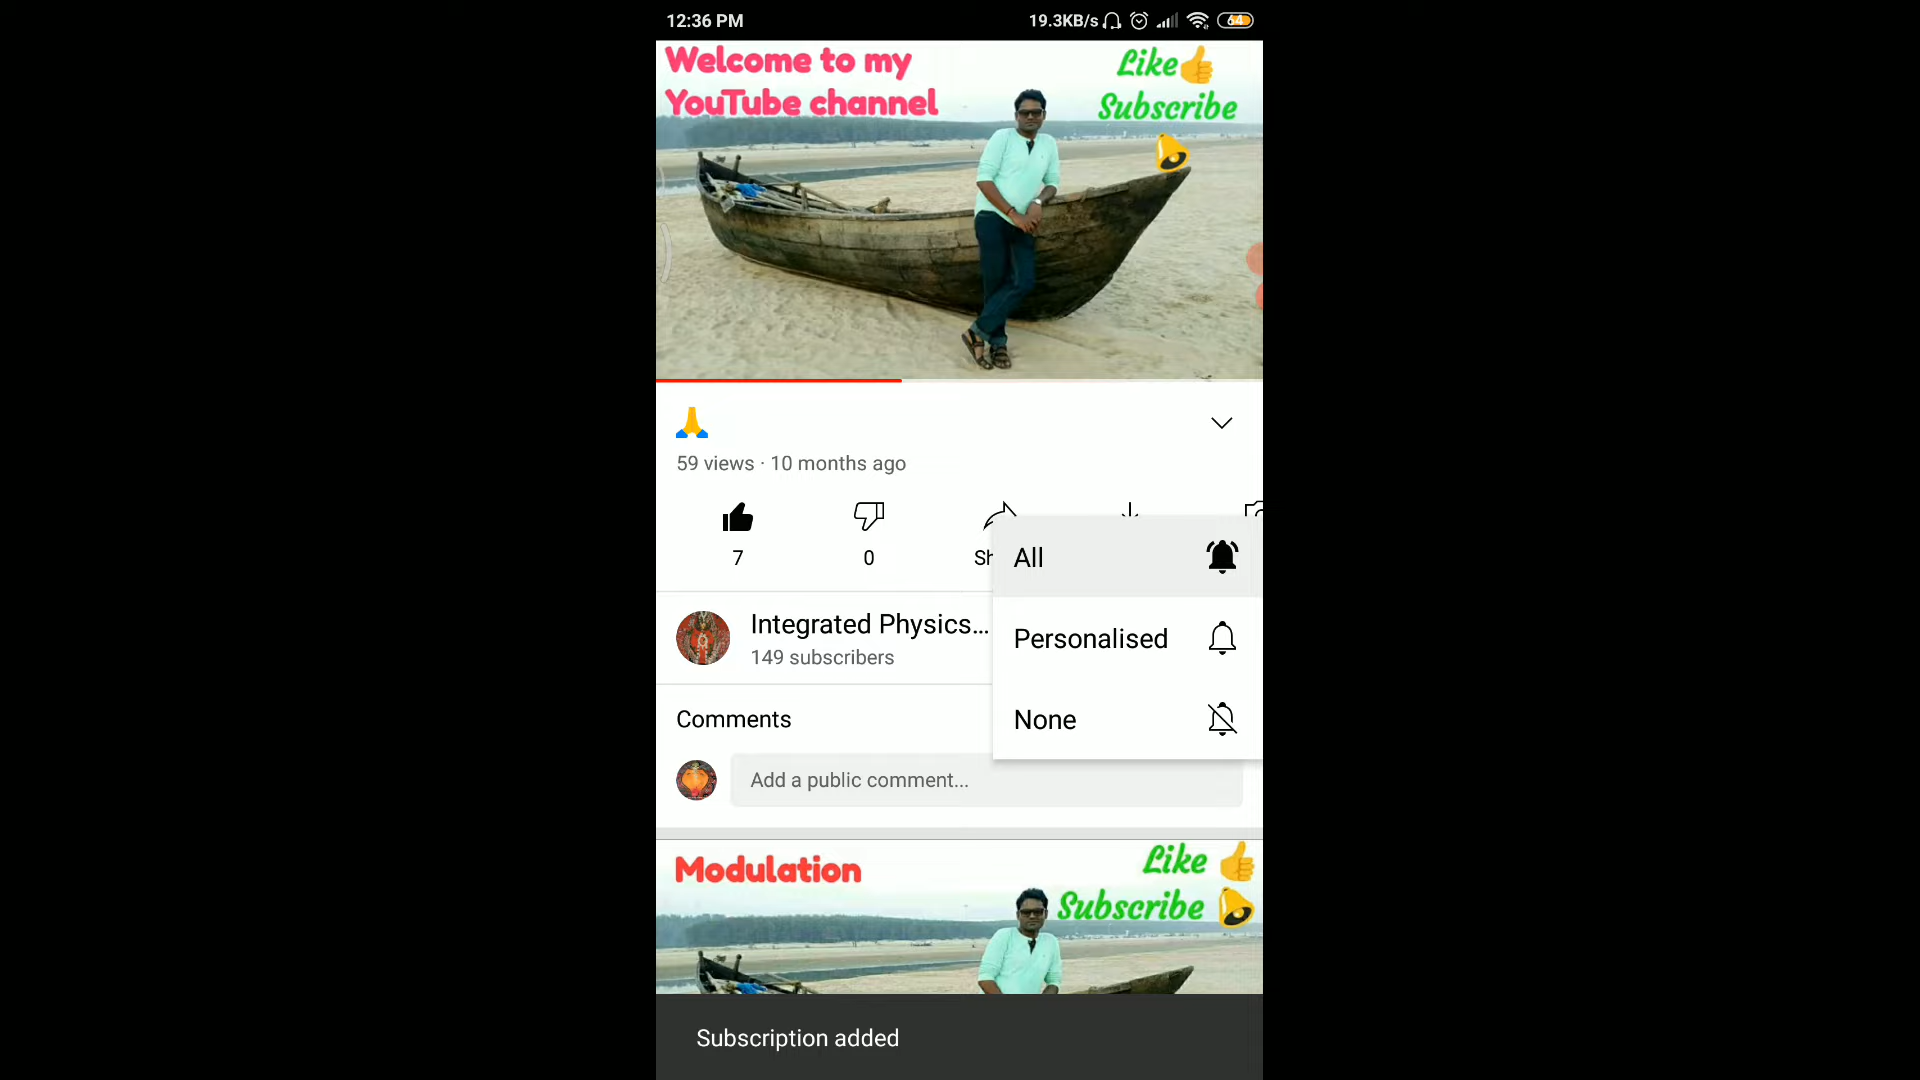 12:36 PM
19.3KB/s
64
Welcome to my
YouTube channel
Like
Subscribe
59 views · 10 months ago
7
0
Sh
All
Personalised
None
Integrated Physics...
149 subscribers
Comments
Add a public comment...
Modulation
Like
Subscribe
Subscription added